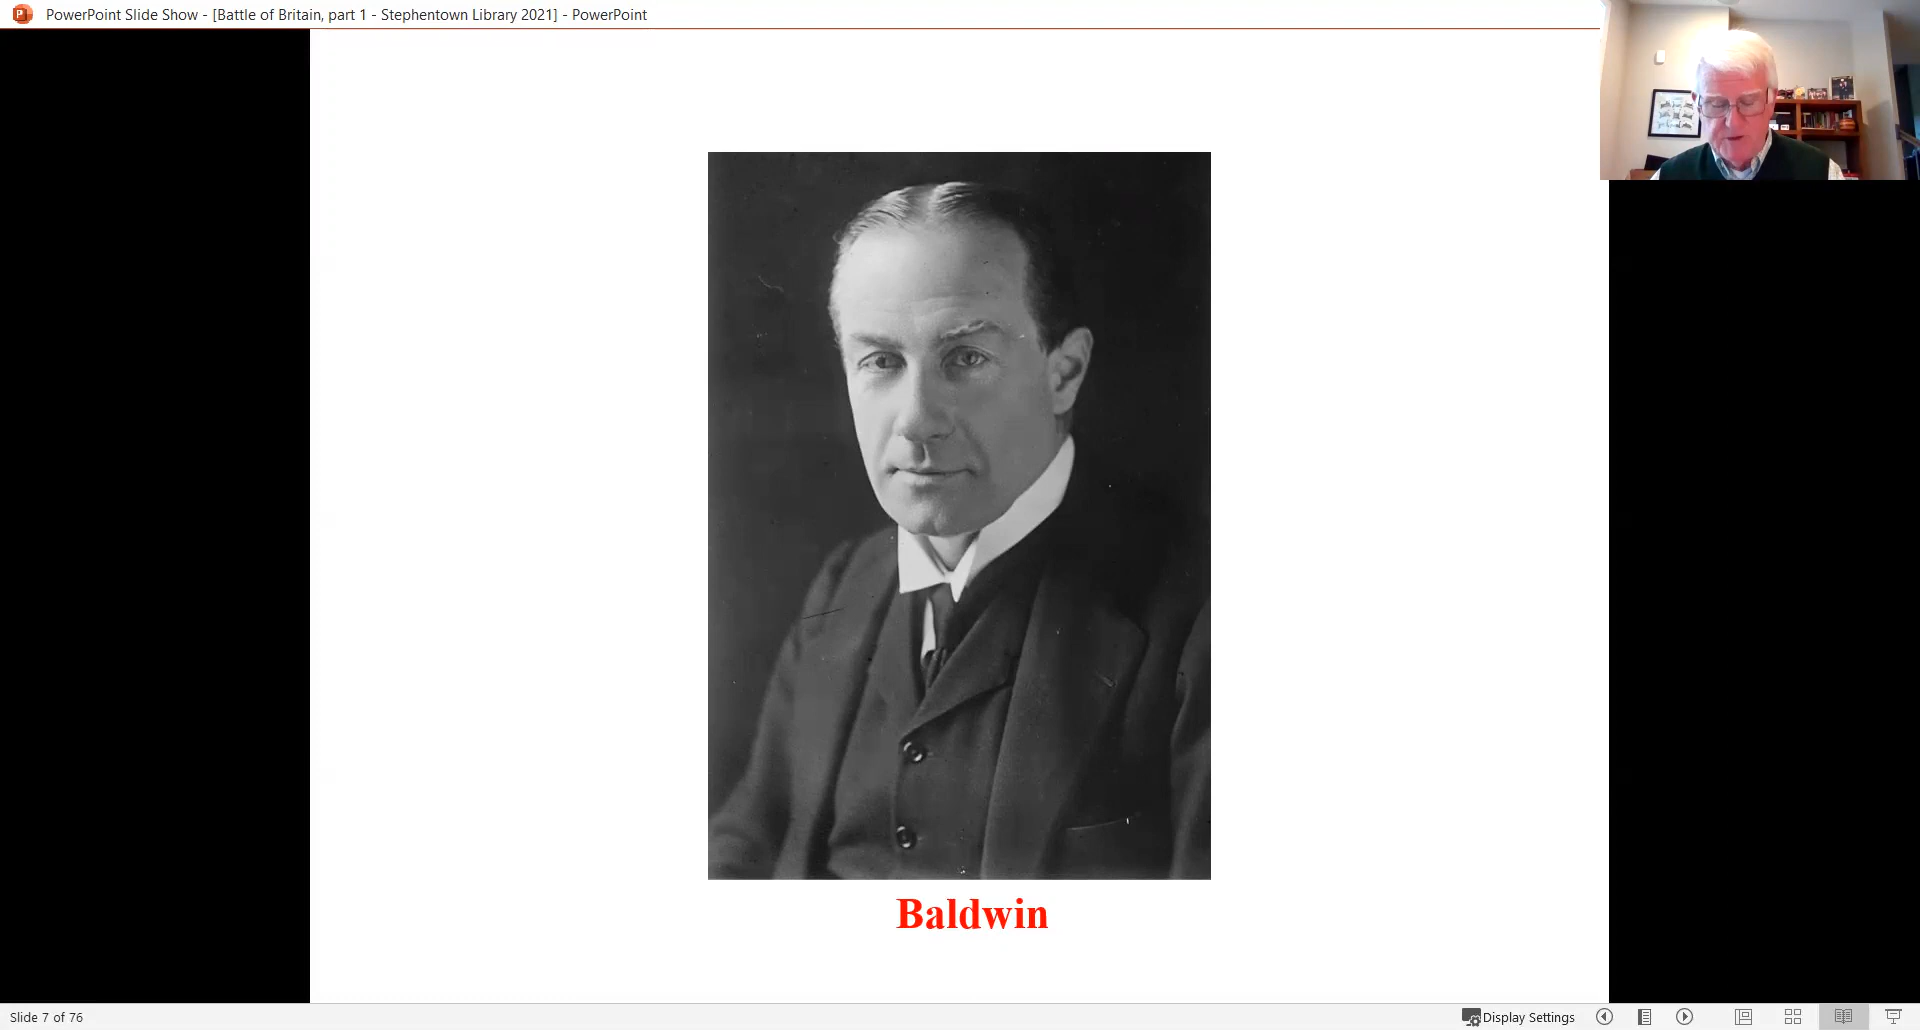 PowerPoint Slide Show - [Battle of Britain, part 1 - Stephentown Library 2021] - PowerPoint
Baldwin
Slide 7 of 76
Display Settings